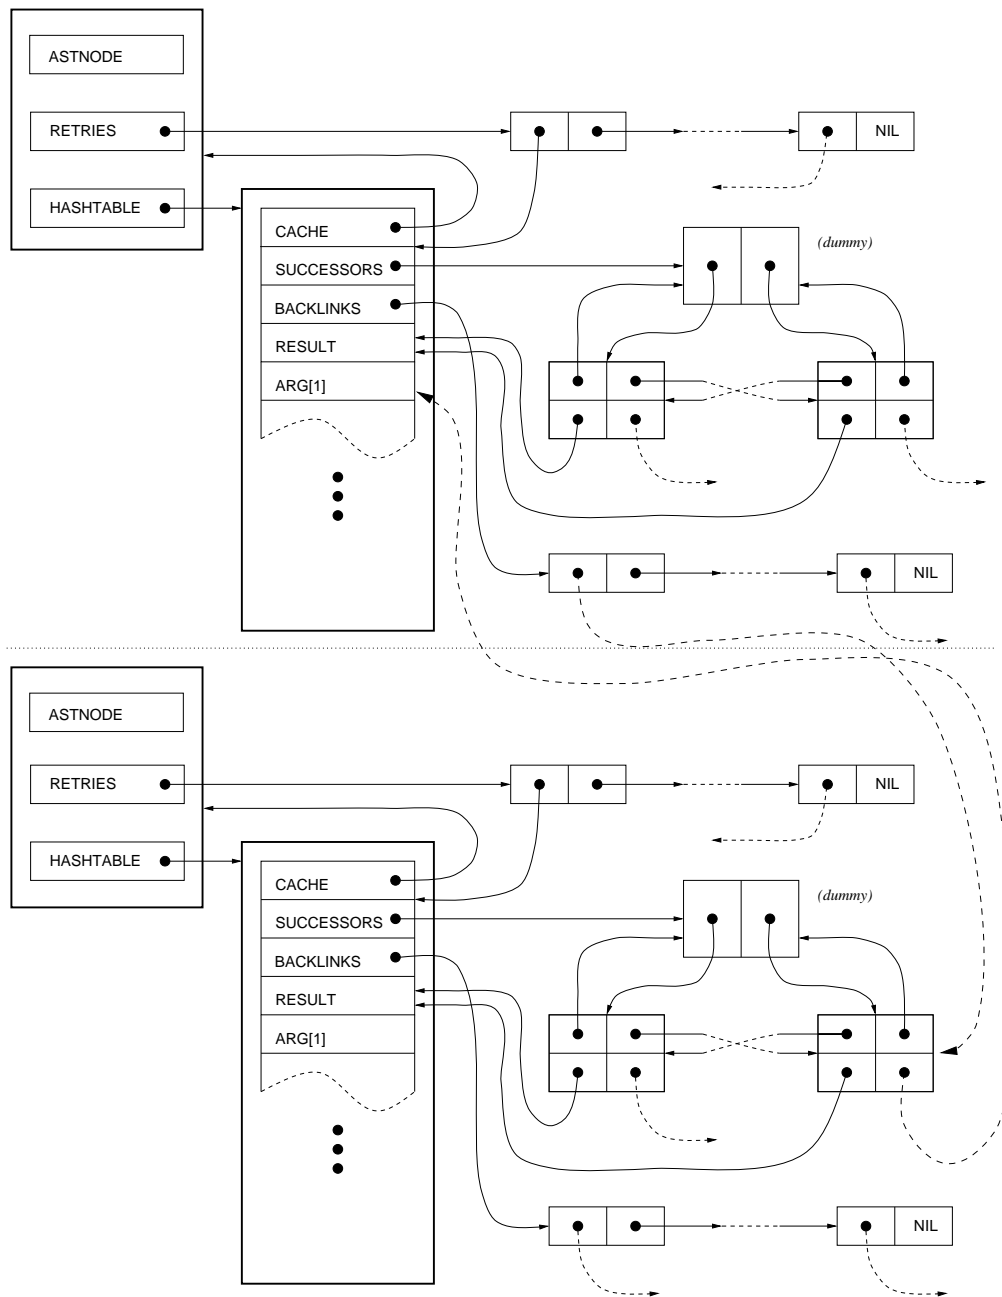 ASTNODE
RETRIES
NIL
HASHTABLE
CACHE
(dummy)
SUCCESSORS
BACKLINKS
RESULT
ARG[1]
NIL
ASTNODE
RETRIES
NIL
HASHTABLE
CACHE
(dummy)
SUCCESSORS
BACKLINKS
RESULT
ARG[1]
NIL